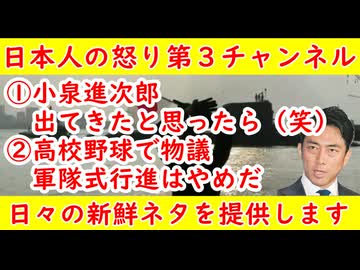 日本人の怒り第3チャンネル
①小泉進次郎
出てきたと思ったら（笑）
②高校野球で物議
軍隊式行進はやめだ
日々の新鮮ネタを提供します